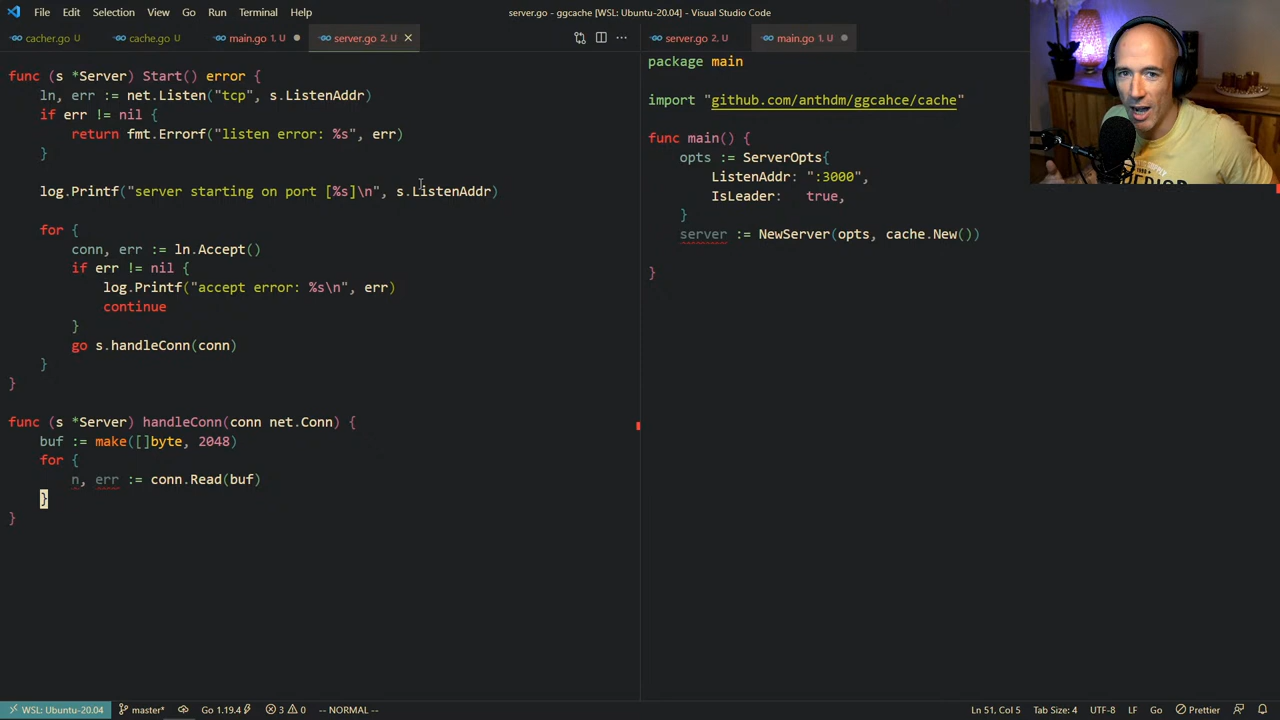 File Edit Selection View Go Run Terminal Help
server.go - ggcache [WSL: Ubuntu-20.04] - Visual Studio Code
cacher.go U cache.go U main.go 1, U server.go 2, U
server.go 2, U main.go 1, U
func (s *Server) Start() error {
ln, err := net.Listen("tcp", s.ListenAddr)
if err != nil {
return fmt.Errorf("listen error: %s", err)
}
log.Printf("server starting on port [%s]\n", s.ListenAddr)
for {
conn, err := ln.Accept()
if err != nil {
log.Printf("accept error: %s\n", err)
continue
}
go s.handleConn(conn)
}
}
func (s *Server) handleConn(conn net.Conn) {
buf := make([]byte, 2048)
for {
n, err := conn.Read(buf)
}
}
package main
import "github.com/anthdm/ggcahce/cache"
func main() {
opts := ServerOpts{
ListenAddr: ":3000",
IsLeader: true,
}
server := NewServer(opts, cache.New())
}
WSL: Ubuntu-20.04 master* Go 1.19.4 3 0 -- NORMAL -- Ln 51, Col 5 Tab Size: 4 UTF-8 LF Go Prettier